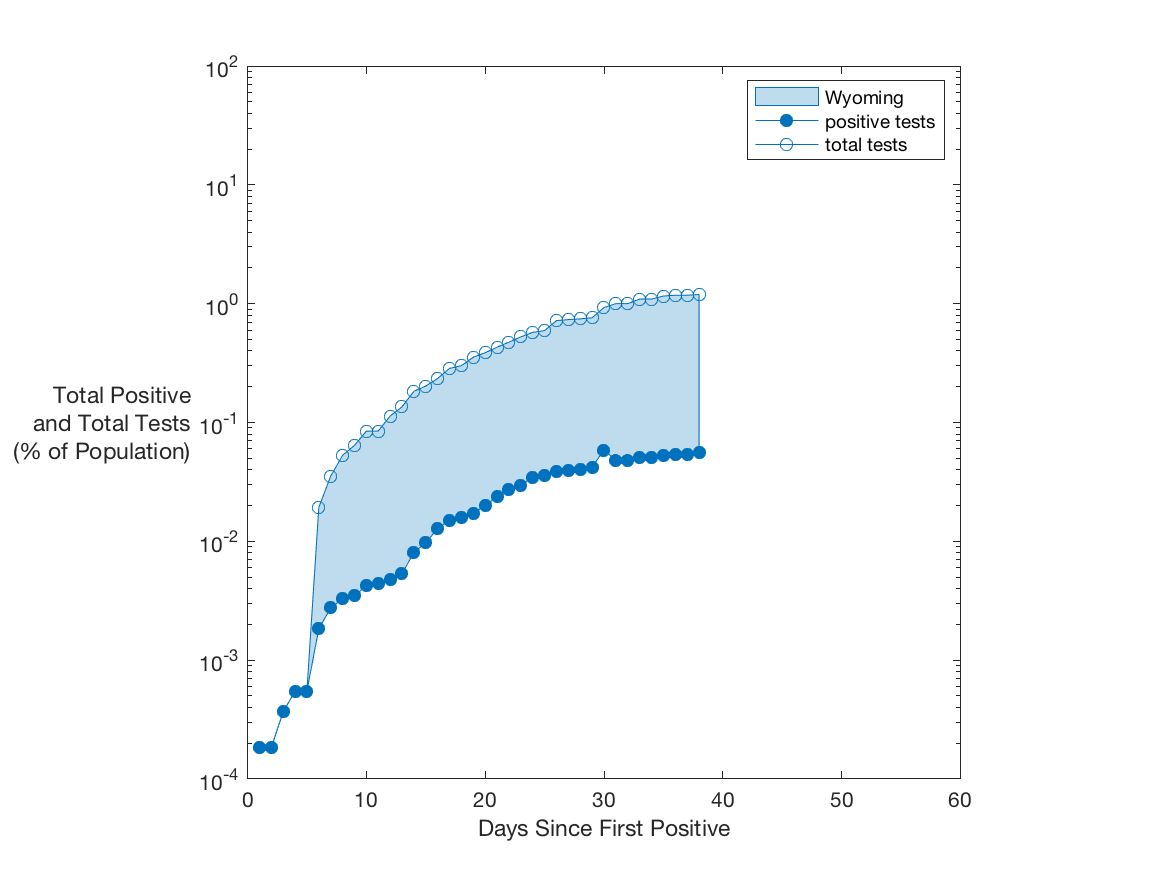 10^2
10^1
10^0
10^-1
10^-2
10^-3
10^-4
Total Positive
and Total Tests
(% of Population)
Wyoming
positive tests
total tests
0 10 20 30 40 50 60
Days Since First Positive